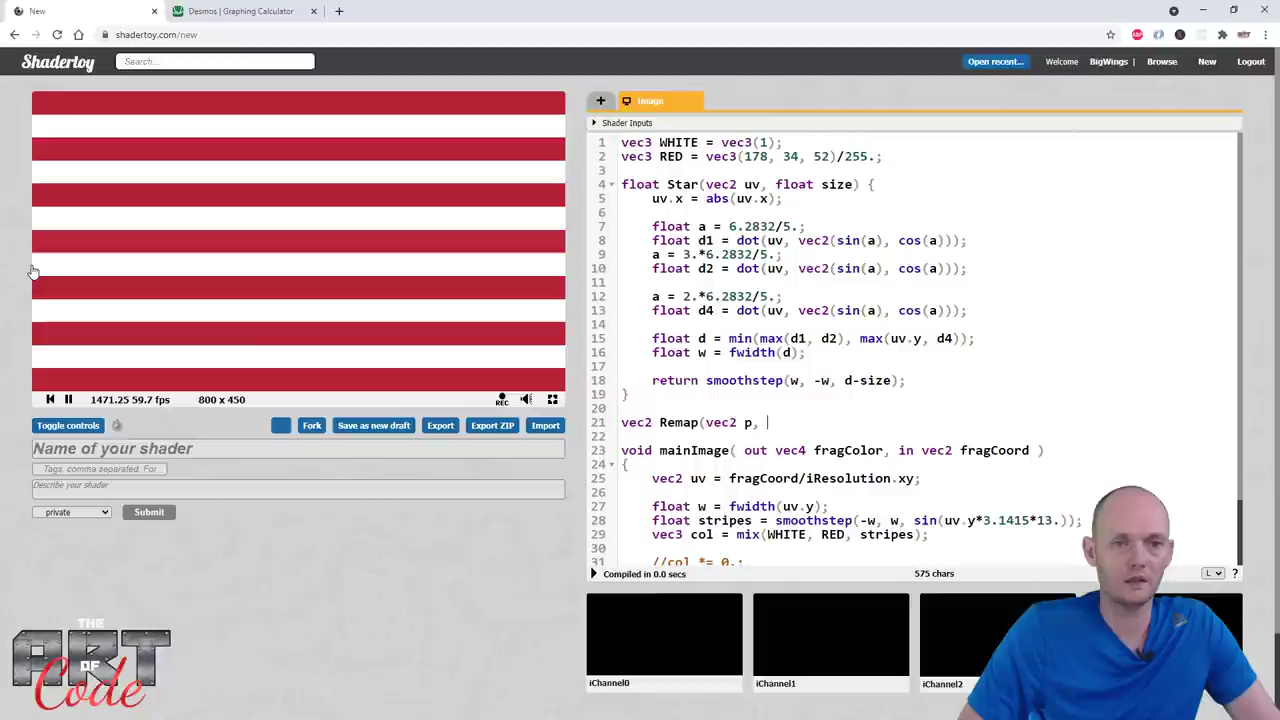 New
Desmos | Graphing Calculator
shadertoy.com/new
Shadertoy
Search...
Open recent...
Welcome
BigWings |
Browse
New
Logout
+
Image
Shader Inputs
1 vec3 WHITE = vec3(1);
2 vec3 RED = vec3(178, 34, 52)/255.;
3
4 float Star(vec2 uv, float size) {
5 uv.x = abs(uv.x);
6
7 float a = 6.2832/5.;
8 float d1 = dot(uv, vec2(sin(a), cos(a)));
9 a = 3.*6.2832/5.;
10 float d2 = dot(uv, vec2(sin(a), cos(a)));
11
12 a = 2.*6.2832/5.;
13 float d4 = dot(uv, vec2(sin(a), cos(a)));
14
15 float d = min(max(d1, d2), max(uv.y, d4));
16 float w = fwidth(d);
17
18 return smoothstep(w, -w, d-size);
19 }
20
21 vec2 Remap(vec2 p,
22
23 void mainImage( out vec4 fragColor, in vec2 fragCoord )
24 {
25 vec2 uv = fragCoord/iResolution.xy;
26
27 float w = fwidth(uv.y);
28 float stripes = smoothstep(-w, w, sin(uv.y*3.1415*13.));
29 vec3 col = mix(WHITE, RED, stripes);
30
31 //col *= 0.;
1471.25 59.7 fps
800 x 450
REC
Toggle controls
Fork
Save as new draft
Export
Export ZIP
Import
Name of your shader
Tags, comma separated. For
Describe your shader
private
Submit
Compiled in 0.0 secs
575 chars
L
?
iChannel0
iChannel1
iChannel2
THE
ART
OF
Code